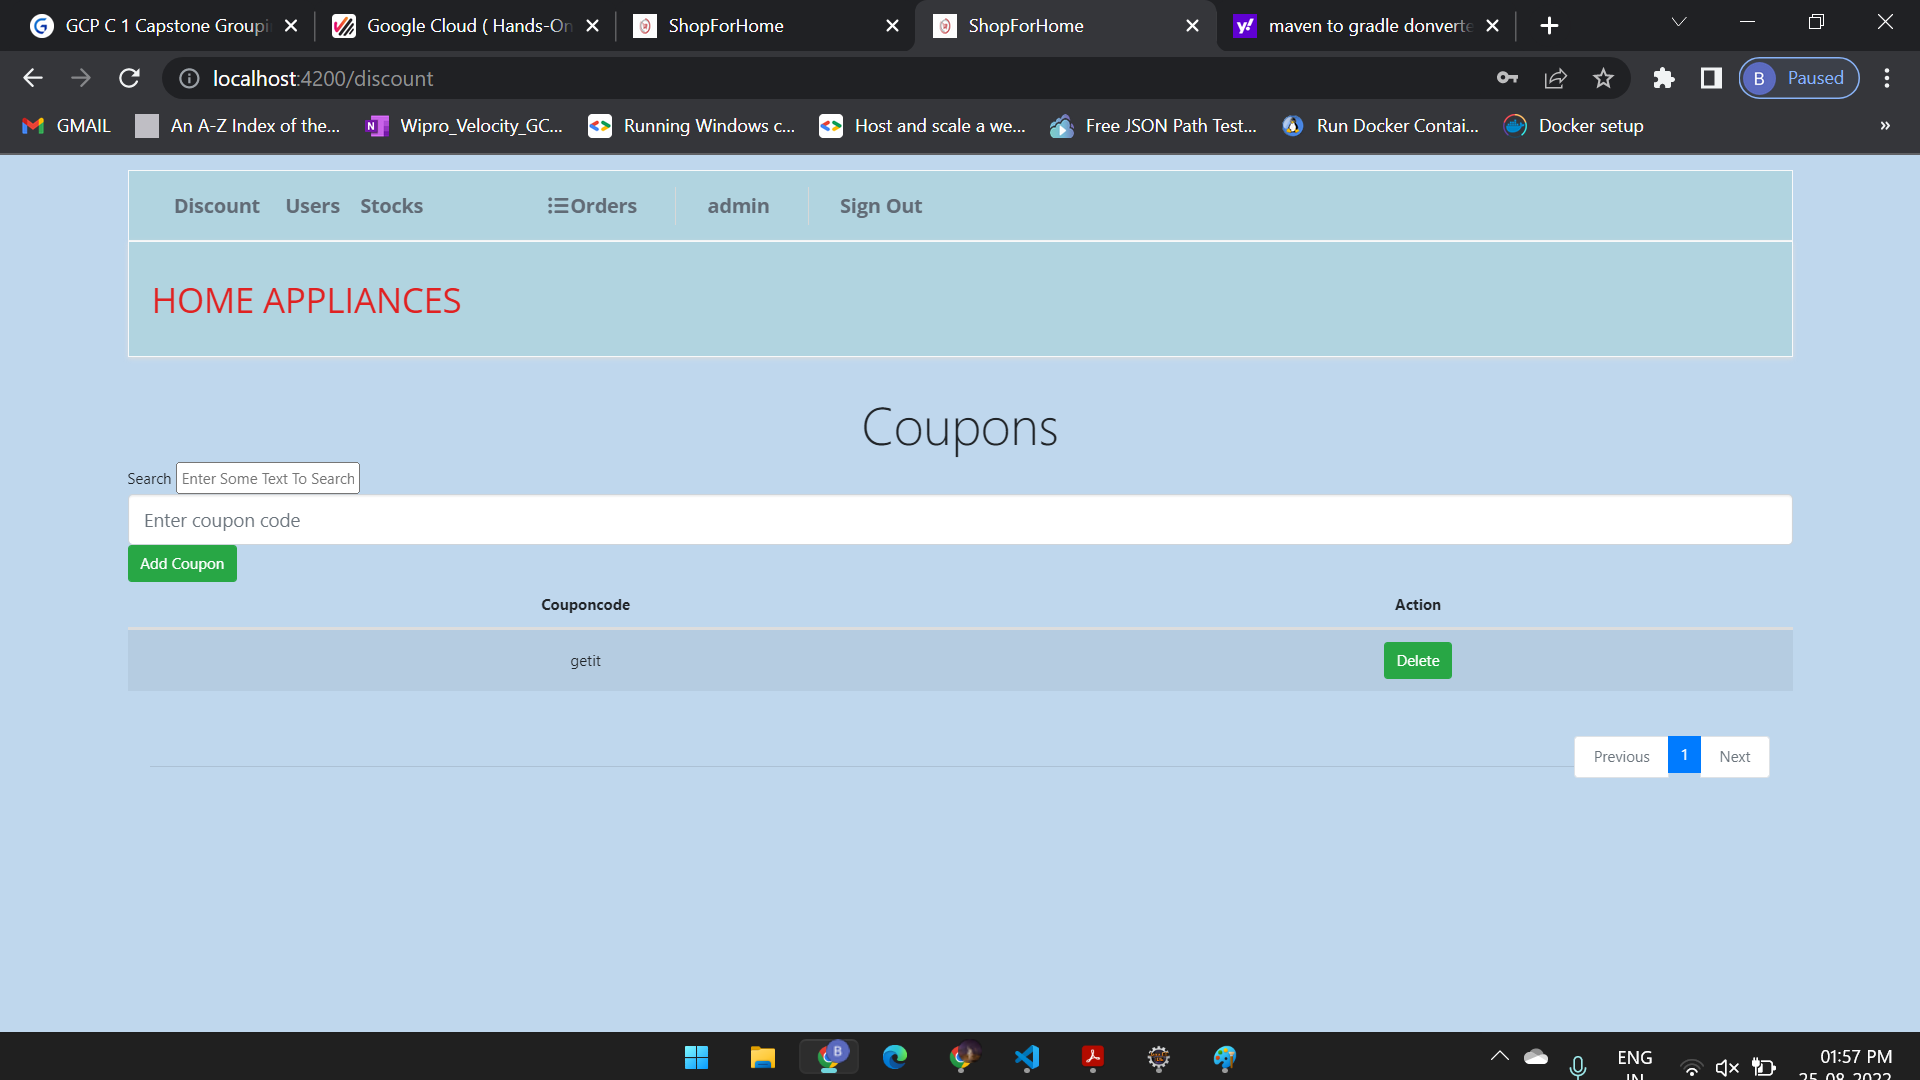 GCP C 1 Capstone Groupi
Google Cloud ( Hands-On
ShopForHome
ShopForHome
maven to gradle donverte
localhost:4200/discount
B Paused
GMAIL
An A-Z Index of the...
Wipro_Velocity_GC...
Running Windows c...
Host and scale a we...
Free JSON Path Test...
Run Docker Contai...
Docker setup
»
Discount Users Stocks Orders admin Sign Out
HOME APPLIANCES
Coupons
Search Enter Some Text To Search
Enter coupon code
Add Coupon
Couponcode Action
getit Delete
Previous 1 Next
ENG
IN
01:57 PM
25-08-2022